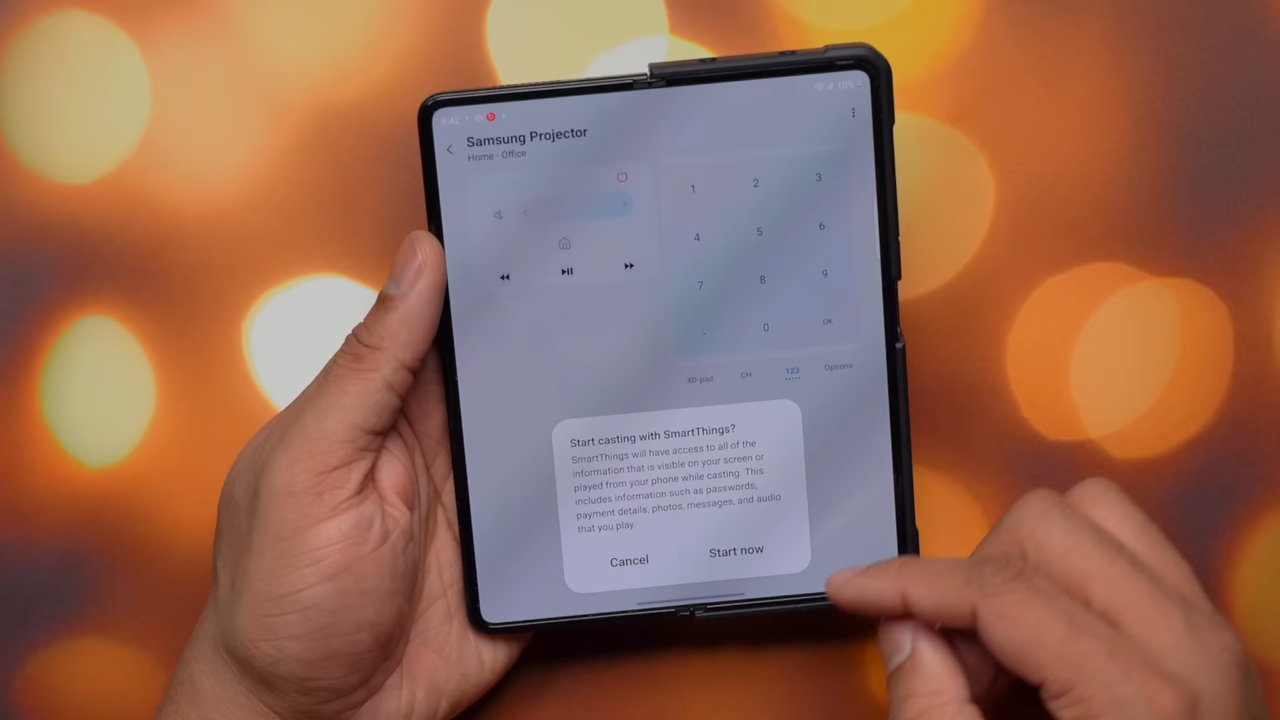 9:42
10%
Samsung Projector
Home - Office
1 2 3
4 5 6
7 8 9
- 0 OK
4D-pad CH 123 Options
Start casting with SmartThings?
SmartThings will have access to all of the
information that is visible on your screen or
played from your phone while casting. This
includes information such as passwords,
payment details, photos, messages, and audio
that you play.
Cancel Start now